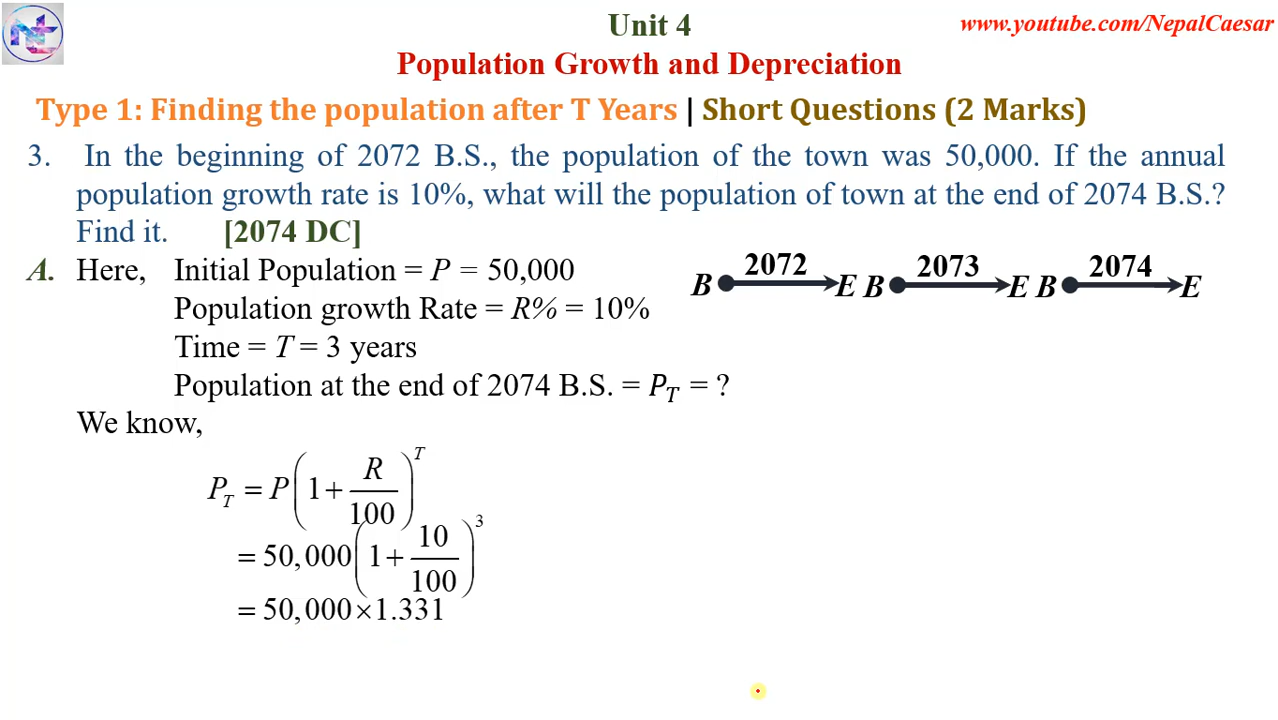 Unit 4
www.youtube.com/NepalCaesar
Population Growth and Depreciation
Type 1: Finding the population after T Years | Short Questions (2 Marks)
3. In the beginning of 2072 B.S., the population of the town was 50,000. If the annual
population growth rate is 10%, what will the population of town at the end of 2074 B.S.?
Find it. [2074 DC]
A. Here, Initial Population = P = 50,000
B 2072 E B 2073 E B 2074 E
Population growth Rate = R% = 10%
Time = T = 3 years
Population at the end of 2074 B.S. = P_T = ?
We know,
P_T = P(1+R/100)^T
= 50,000(1+10/100)^3
= 50,000×1.331